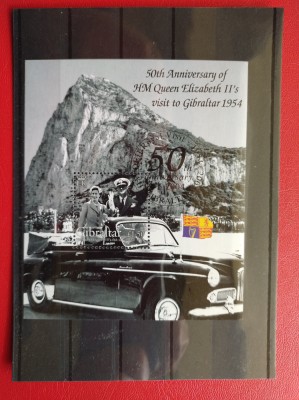 50th Anniversary of
HM Queen Elizabeth II's
visit to Gibraltar 1954
50
Gibraltar